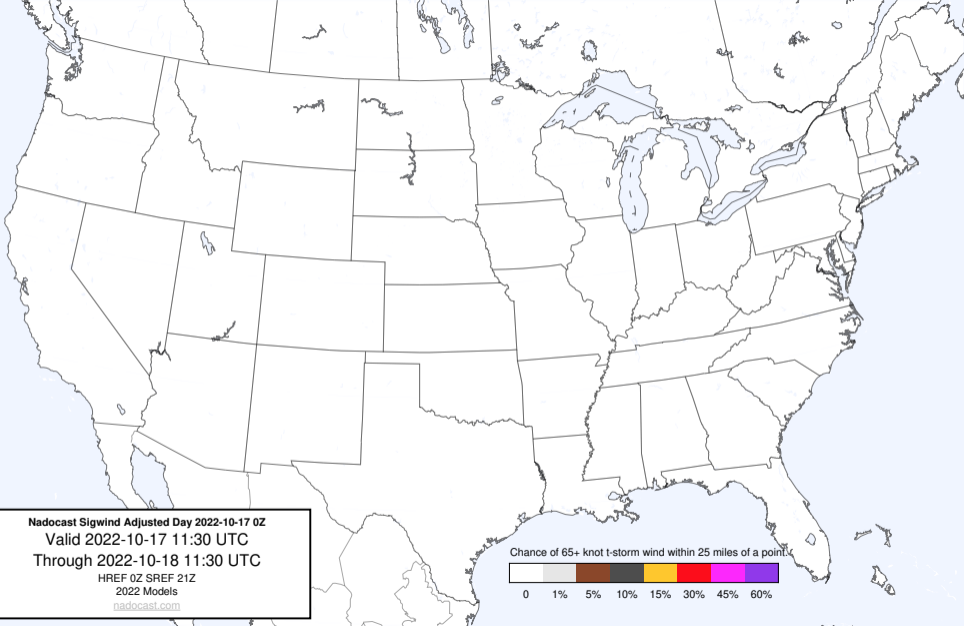 Nadocast Sigwind Adjusted Day 2022-10-17 0Z
Valid 2022-10-17 11:30 UTC
Through 2022-10-18 11:30 UTC
HREF 0Z SREF 21Z
2022 Models
nadocast.com
Chance of 65+ knot t-storm wind within 25 miles of a point.
0 1% 5% 10% 15% 30% 45% 60%